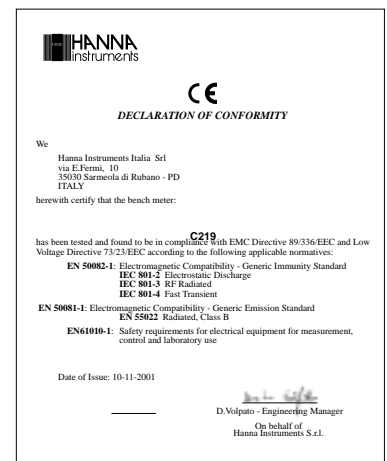 HANNA
instruments
CE
DECLARATION OF CONFORMITY
We
Hanna Instruments Italia Srl
via E.Fermi, 10
35030 Sarmeola di Rubano - PD
ITALY
herewith certify that the bench meter:
C219
has been tested and found to be in compliance with EMC Directive 89/336/EEC and Low
Voltage Directive 73/23/EEC according to the following applicable normatives:
EN 50082-1: Electromagnetic Compatibility - Generic Immunity Standard
IEC 801-2 Electrostatic Discharge
IEC 801-3 RF Radiated
IEC 801-4 Fast Transient
EN 50081-1: Electromagnetic Compatibility - Generic Emission Standard
EN 55022 Radiated, Class B
EN61010-1: Safety requirements for electrical equipment for measurement,
control and laboratory use
Date of Issue: 10-11-2001
D.Volpato - Engineering Manager
On behalf of
Hanna Instruments S.r.l.